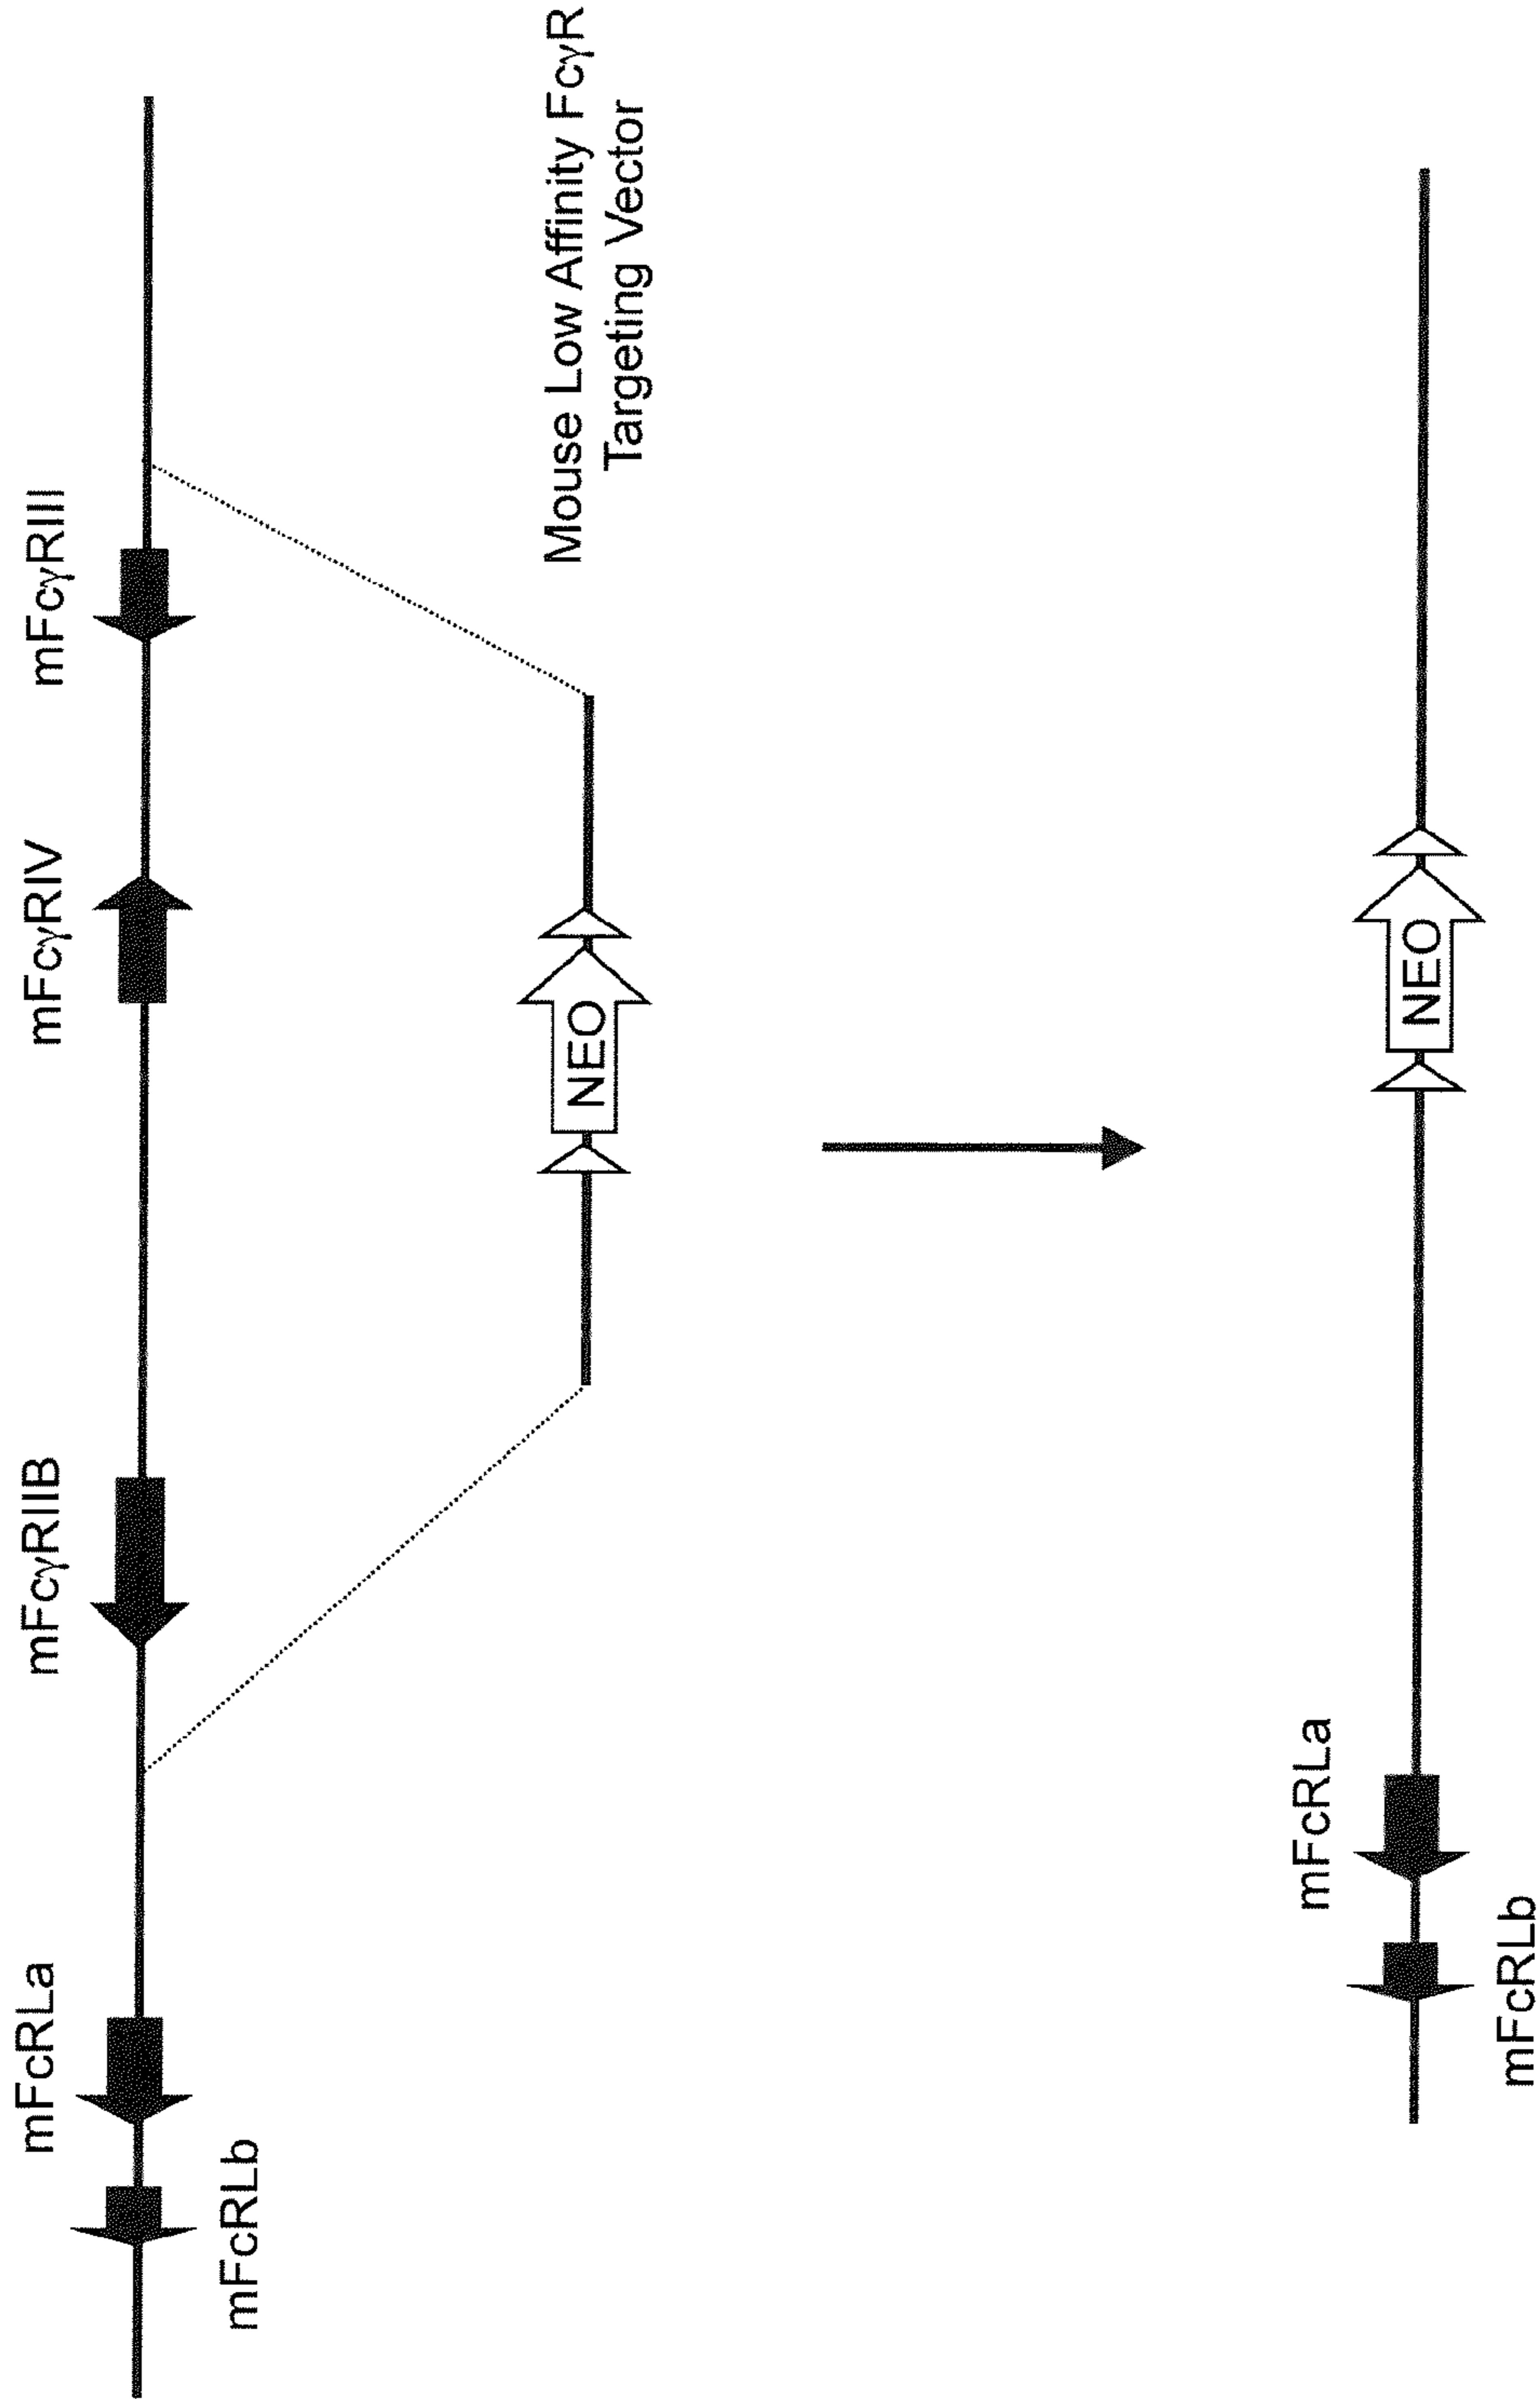 mFcRLa
mFcγRIIB
mFcγRIV
mFcγRIII
mFcRLb
NEO
Mouse Low Affinity FcγR
Targeting Vector
mFcRLa
NEO
mFcRLb